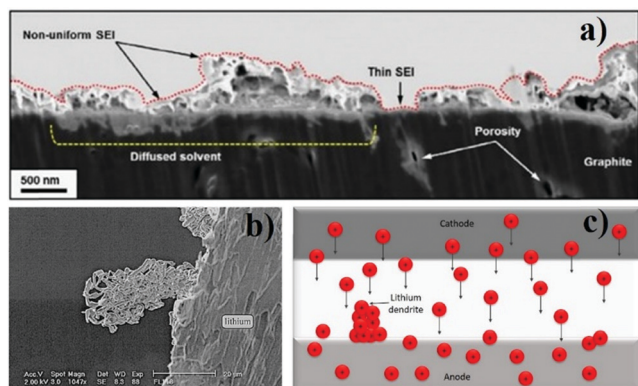 a)
Non-uniform SEI
Thin SEI
Diffused solvent
Porosity
Graphite
500 nm
b)
lithium
Acc.V Spot Magn Det WD Exp
2.00 kV 3.0 1047x SE 8.3 88
20 µm
c)
Cathode
Lithium
dendrite
Anode